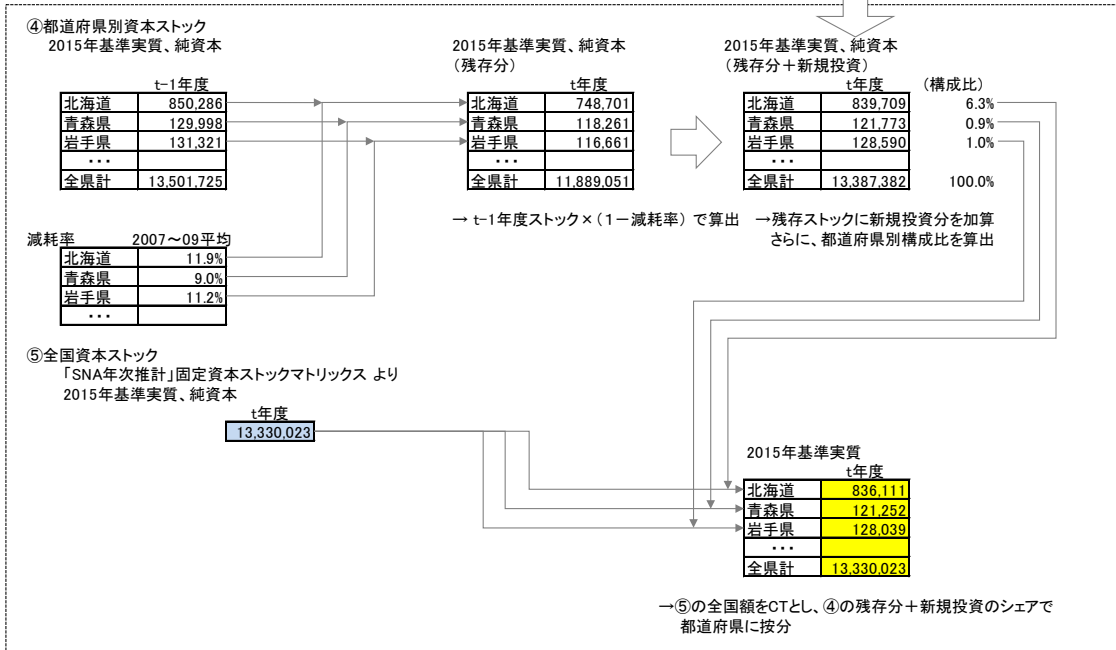 ④都道府県別資本ストック
2015年基準実質、純資本
t-1年度
北海道 850,286
青森県 129,998
岩手県 131,321
・・・
全県計 13,501,725
減耗率 2007～09平均
北海道 11.9%
青森県 9.0%
岩手県 11.2%
・・・
2015年基準実質、純資本
（残存分）
t年度
北海道 748,701
青森県 118,261
岩手県 116,661
・・・
全県計 11,889,051
→ t-1年度ストック×（１－減耗率）で算出
2015年基準実質、純資本
（残存分＋新規投資）
t年度 （構成比）
北海道 839,709 6.3%
青森県 121,773 0.9%
岩手県 128,590 1.0%
・・・
全県計 13,387,382 100.0%
→残存ストックに新規投資分を加算
さらに、都道府県別構成比を算出
⑤全国資本ストック
「SNA年次推計」固定資本ストックマトリックス より
2015年基準実質、純資本
t年度
13,330,023
2015年基準実質
t年度
北海道 836,111
青森県 121,252
岩手県 128,039
・・・
全県計 13,330,023
→⑤の全国額をCTとし、④の残存分＋新規投資のシェアで
都道府県に按分